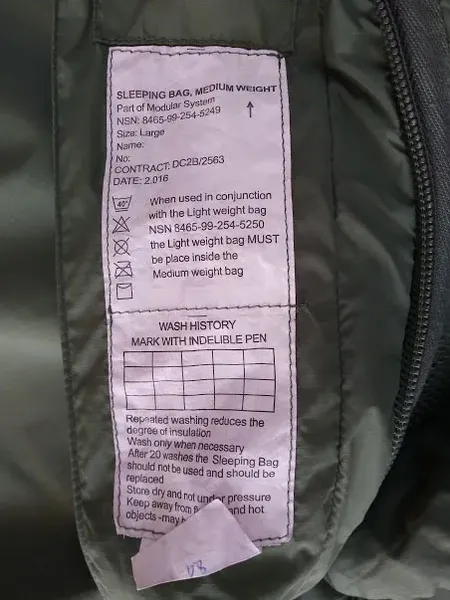 SLEEPING BAG, MEDIUM WEIGHT
Part of Modular System
NSN: 8465-99-254-5249
Size: Large
Name:
No:
CONTRACT: DC2B/2563
DATE: 2.016
40°
When used in conjunction
with the Light weight bag
NSN 8465-99-254-5250
the Light weight bag MUST
be place inside the
Medium weight bag
WASH HISTORY
MARK WITH INDELIBLE PEN
Repeated washing reduces the
degree of insulation
Wash only when necessary
After 20 washes the Sleeping Bag
should not be used and should be
replaced
Store dry and not under pressure
Keep away from and hot
objects -may